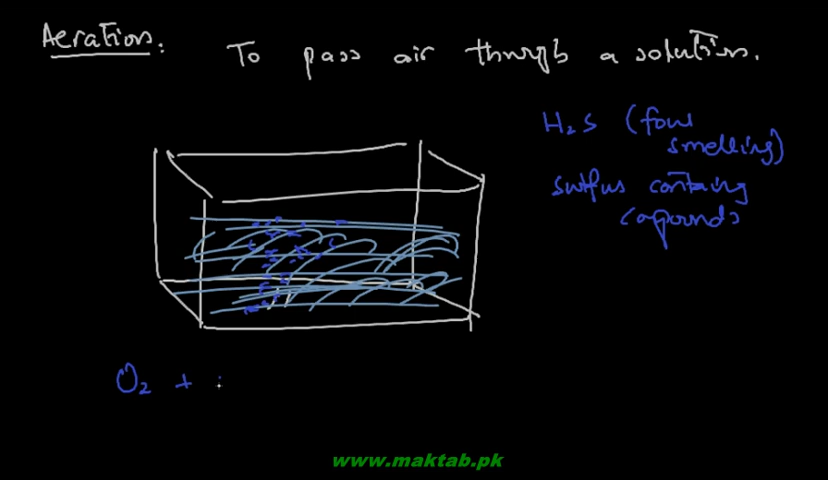 Aeration: To pass air through a solution.
H2S (foul
smelling)
sulfur containing
compounds
O2 +
www.maktab.pk